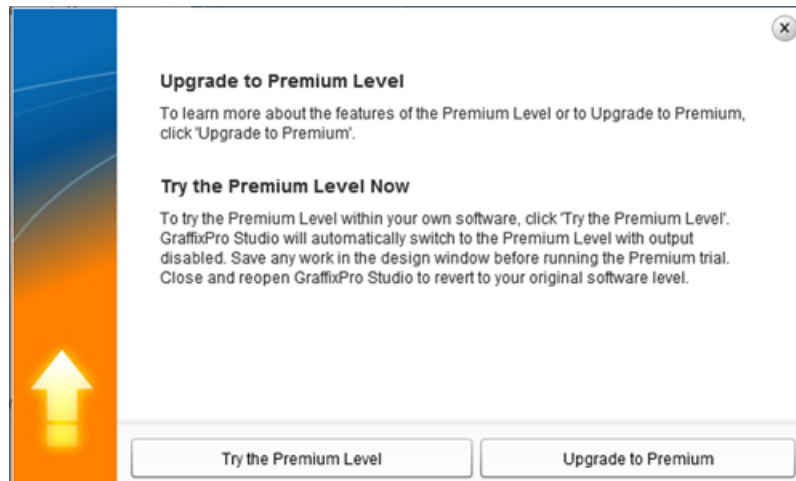 Upgrade to Premium Level
To learn more about the features of the Premium Level or to Upgrade to Premium,
click 'Upgrade to Premium'.
Try the Premium Level Now
To try the Premium Level within your own software, click 'Try the Premium Level'.
GraffixPro Studio will automatically switch to the Premium Level with output
disabled. Save any work in the design window before running the Premium trial.
Close and reopen GraffixPro Studio to revert to your original software level.
Try the Premium Level
Upgrade to Premium